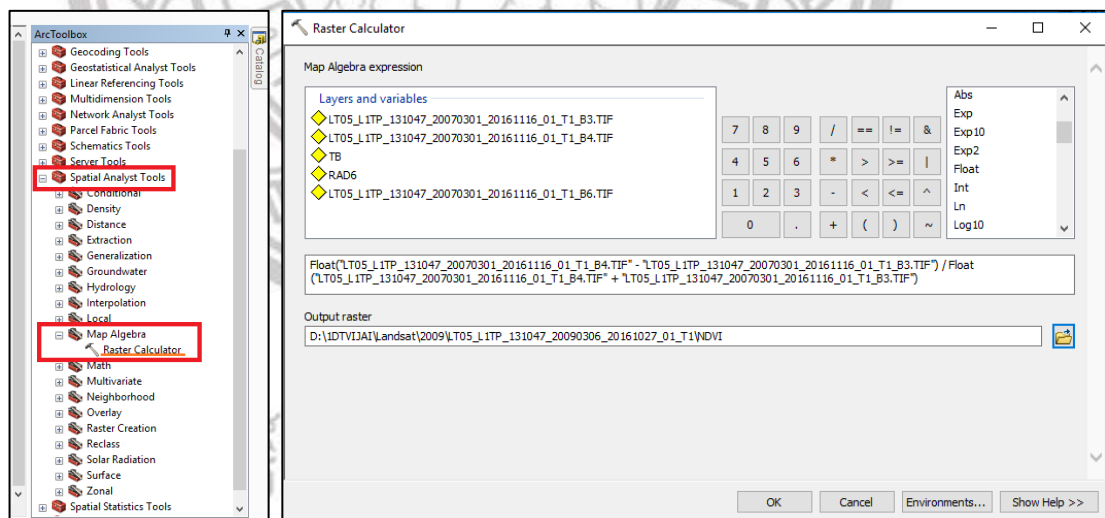 ArcToolbox
Geocoding Tools
Geostatistical Analyst Tools
Linear Referencing Tools
Multidimension Tools
Network Analyst Tools
Parcel Fabric Tools
Schematics Tools
Server Tools
Spatial Analyst Tools
Conditional
Density
Distance
Extraction
Generalization
Groundwater
Hydrology
Interpolation
Local
Map Algebra
Raster Calculator
Math
Multivariate
Neighborhood
Overlay
Raster Creation
Reclass
Solar Radiation
Surface
Zonal
Spatial Statistics Tools
Catalog
Raster Calculator
Map Algebra expression
Layers and variables
LT05_L1TP_131047_20070301_20161116_01_T1_B3.TIF
LT05_L1TP_131047_20070301_20161116_01_T1_B4.TIF
TB
RAD6
LT05_L1TP_131047_20070301_20161116_01_T1_B6.TIF
7 8 9 / == != &
4 5 6 * > >= |
1 2 3 - < <= ^
0 . + ( ) ~
Abs
Exp
Exp10
Exp2
Float
Int
Ln
Log10
Float("LT05_L1TP_131047_20070301_20161116_01_T1_B4.TIF" - "LT05_L1TP_131047_20070301_20161116_01_T1_B3.TIF") / Float
("LT05_L1TP_131047_20070301_20161116_01_T1_B4.TIF" + "LT05_L1TP_131047_20070301_20161116_01_T1_B3.TIF")
Output raster
D:\1DTVIJAI\Landsat\2009\LT05_L1TP_131047_20090306_20161027_01_T1\NDVI
OK Cancel Environments... Show Help >>